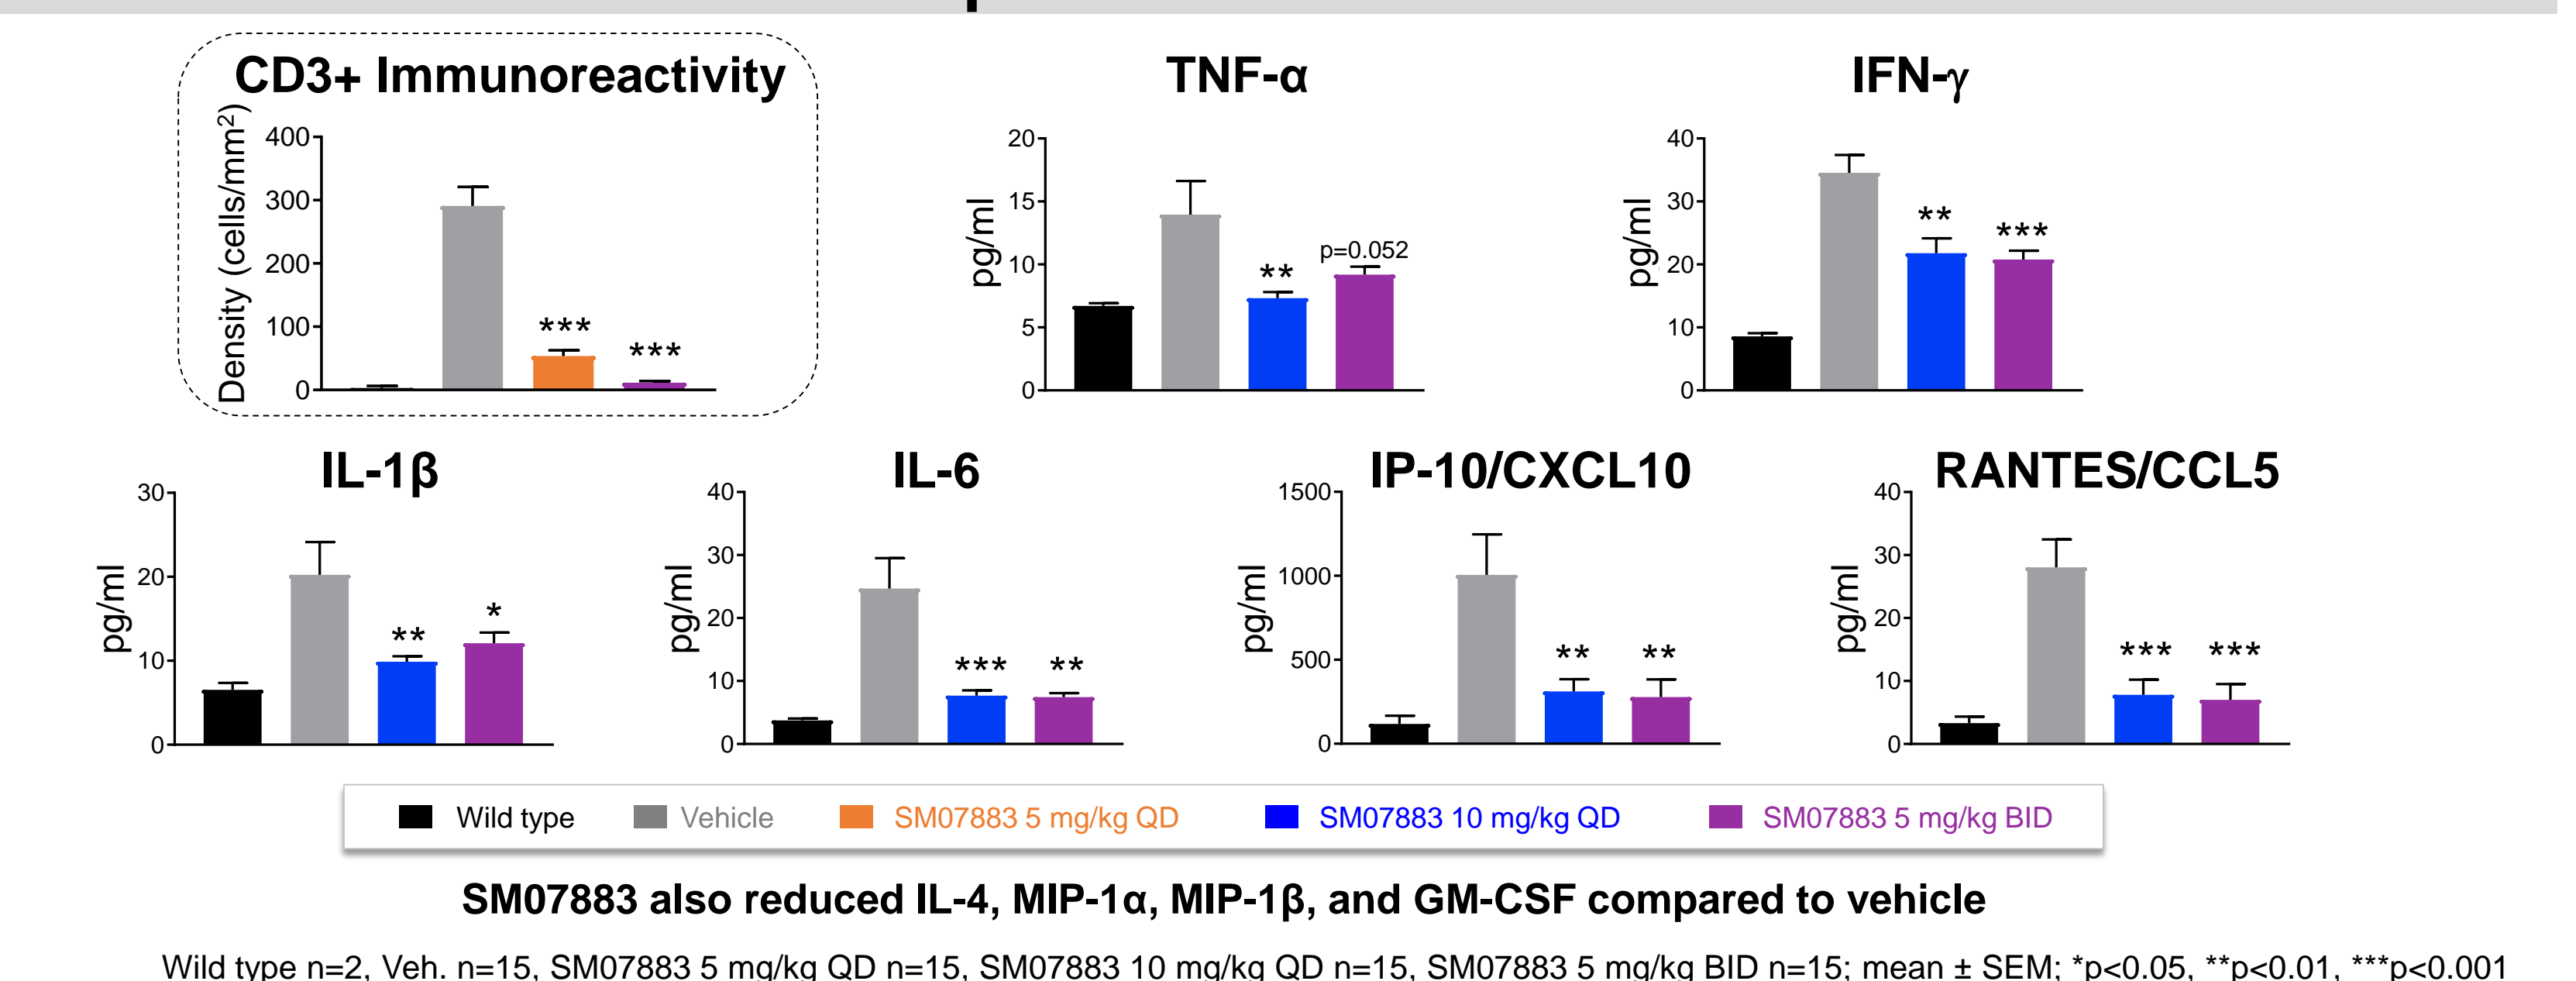 CD3+ Immunoreactivity
Density (cells/mm²)
400
300
200
100
0
***
***
TNF-α
pg/ml
20
15
10
5
0
**
p=0.052
IFN-γ
pg/ml
40
30
20
10
0
**
***
IL-1β
pg/ml
30
20
10
0
**
*
IL-6
pg/ml
40
30
20
10
0
***
**
IP-10/CXCL10
pg/ml
1500
1000
500
0
**
**
RANTES/CCL5
pg/ml
40
30
20
10
0
***
***
Wild type Vehicle SM07883 5 mg/kg QD SM07883 10 mg/kg QD SM07883 5 mg/kg BID
SM07883 also reduced IL-4, MIP-1α, MIP-1β, and GM-CSF compared to vehicle
Wild type n=2, Veh. n=15, SM07883 5 mg/kg QD n=15, SM07883 10 mg/kg QD n=15, SM07883 5 mg/kg BID n=15; mean ± SEM; *p<0.05, **p<0.01, ***p<0.001